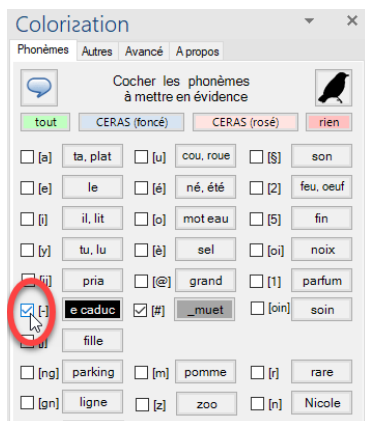 Colorization
Phonèmes Autres Avancé A propos
Cocher les phonèmes
à mettre en évidence
tout CERAS (foncé) CERAS (rosé) rien
[a] ta, plat [u] cou, roue [§] son
[e] le [é] né, été [2] feu, oeuf
[i] il, lit [o] mot eau [5] fin
[y] tu, lu [è] sel [oi] noix
pria [@] grand [1] parfum
[-] e caduc [#] _muet [oin] soin
[j] fille
[ng] parking [m] pomme [r] rare
[gn] ligne [z] zoo [n] Nicole